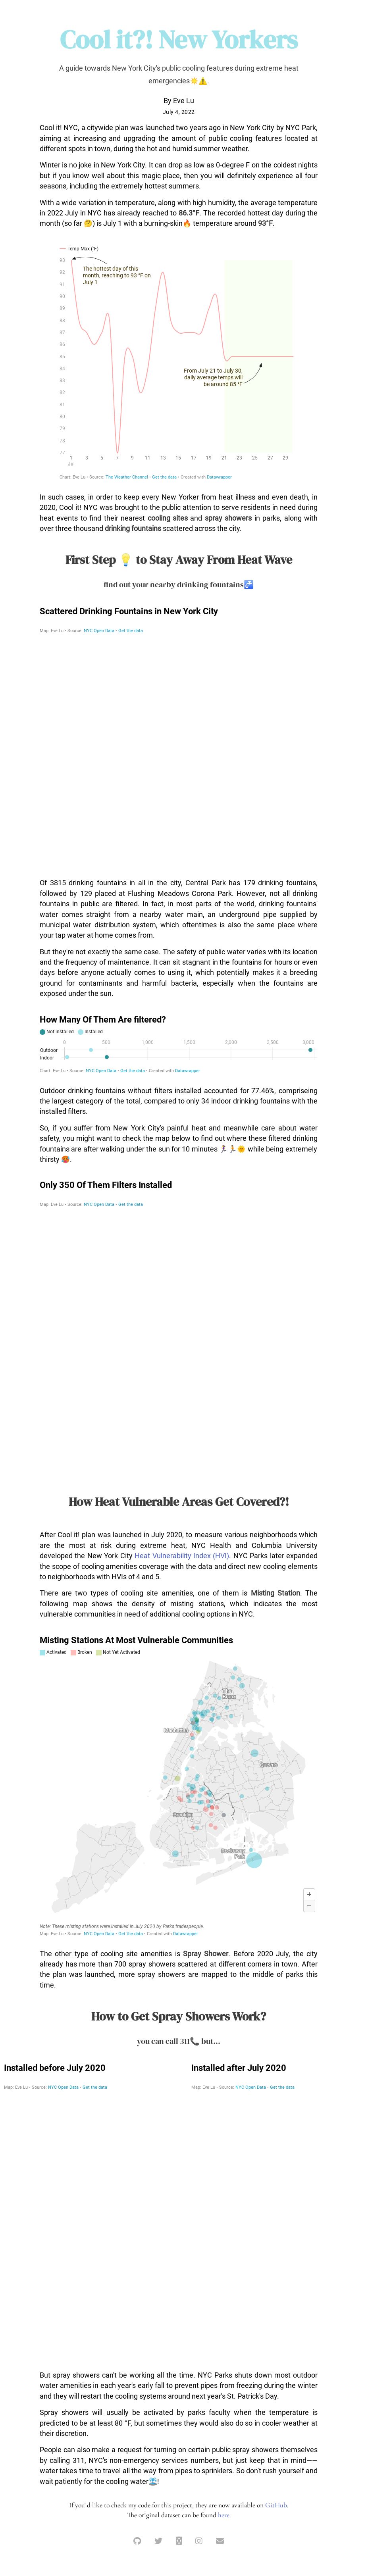 Cool it?! New Yorkers
A guide towards New York City's public cooling features during extreme heat
emergencies🌞⚠️.
By Eve Lu
July 4, 2022
Cool it! NYC, a citywide plan was launched two years ago in New York City by NYC Park,
aiming at increasing and upgrading the amount of public cooling features located at
different spots in town, during the hot and humid summer weather.
Winter is no joke in New York City. It can drop as low as 0-degree F on the coldest nights
but if you know well about this magic place, then you will definitely experience all four
seasons, including the extremely hottest summers.
With a wide variation in temperature, along with high humidity, the average temperature
in 2022 July in NYC has already reached to 86.3°F. The recorded hottest day during the
month (so far 🤔) is July 1 with a burning-skin🔥 temperature around 93°F.
Temp Max (°F)
93
92
91
90
89
88
87
86
85
84
83
82
81
80
79
78
77
The hottest day of this
month, reaching to 93 °F on
July 1
From July 21 to July 30,
daily average temps will
be around 85 °F
1 3 5 7 9 11 13 15 17 19 21 23 25 27 29
Jul
Chart: Eve Lu • Source: The Weather Channel • Get the data • Created with Datawrapper
In such cases, in order to keep every New Yorker from heat illness and even death, in
2020, Cool it! NYC was brought to the public attention to serve residents in need during
heat events to find their nearest cooling sites and spray showers in parks, along with
over three thousand drinking fountains scattered across the city.
First Step 💡 to Stay Away From Heat Wave
find out your nearby drinking fountains🚰
Scattered Drinking Fountains in New York City
Map: Eve Lu • Source: NYC Open Data • Get the data
Of 3815 drinking fountains in all in the city, Central Park has 179 drinking fountains,
followed by 129 placed at Flushing Meadows Corona Park. However, not all drinking
fountains in public are filtered. In fact, in most parts of the world, drinking fountains'
water comes straight from a nearby water main, an underground pipe supplied by
municipal water distribution system, which oftentimes is also the same place where
your tap water at home comes from.
But they're not exactly the same case. The safety of public water varies with its location
and the frequency of maintenance. It can sit stagnant in the fountains for hours or even
days before anyone actually comes to using it, which potentially makes it a breeding
ground for contaminants and harmful bacteria, especially when the fountains are
exposed under the sun.
How Many Of Them Are filtered?
Not installed Installed
0 500 1,000 1,500 2,000 2,500 3,000
Outdoor
Indoor
Chart: Eve Lu • Source: NYC Open Data • Get the data • Created with Datawrapper
Outdoor drinking fountains without filters installed accounted for 77.46%, comprising
the largest category of the total, compared to only 34 indoor drinking fountains with the
installed filters.
So, if you suffer from New York City's painful heat and meanwhile care about water
safety, you might want to check the map below to find out where these filtered drinking
fountains are after walking under the sun for 10 minutes 🏃‍♀️🏃🌞 while being extremely
thirsty 🥵.
Only 350 Of Them Filters Installed
Map: Eve Lu • Source: NYC Open Data • Get the data
How Heat Vulnerable Areas Get Covered?!
After Cool it! plan was launched in July 2020, to measure various neighborhoods which
are the most at risk during extreme heat, NYC Health and Columbia University
developed the New York City Heat Vulnerability Index (HVI). NYC Parks later expanded
the scope of cooling amenities coverage with the data and direct new cooling elements
to neighborhoods with HVIs of 4 and 5.
There are two types of cooling site amenities, one of them is Misting Station. The
following map shows the density of misting stations, which indicates the most
vulnerable communities in need of additional cooling options in NYC.
Misting Stations At Most Vulnerable Communities
Activated Broken Not Yet Activated
The
Bronx
Manhattan
Queens
Brooklyn
Rockaway
Park
+
−
Note: These misting stations were installed in July 2020 by Parks tradespeople.
Map: Eve Lu • Source: NYC Open Data • Get the data • Created with Datawrapper
The other type of cooling site amenities is Spray Shower. Before 2020 July, the city
already has more than 700 spray showers scattered at different corners in town. After
the plan was launched, more spray showers are mapped to the middle of parks this
time.
How to Get Spray Showers Work?
you can call 311📞 but...
Installed before July 2020
Map: Eve Lu • Source: NYC Open Data • Get the data
Installed after July 2020
Map: Eve Lu • Source: NYC Open Data • Get the data
But spray showers can't be working all the time. NYC Parks shuts down most outdoor
water amenities in each year's early fall to prevent pipes from freezing during the winter
and they will restart the cooling systems around next year's St. Patrick's Day.
Spray showers will usually be activated by parks faculty when the temperature is
predicted to be at least 80 °F, but sometimes they would also do so in cooler weather at
their discretion.
People can also make a request for turning on certain public spray showers themselves
by calling 311, NYC's non-emergency services numbers, but just keep that in mind——
water takes time to travel all the way from pipes to sprinklers. So don't rush yourself and
wait patiently for the cooling water⛲!
If you'd like to check my code for this project, they are now available on GitHub.
The original dataset can be found here.